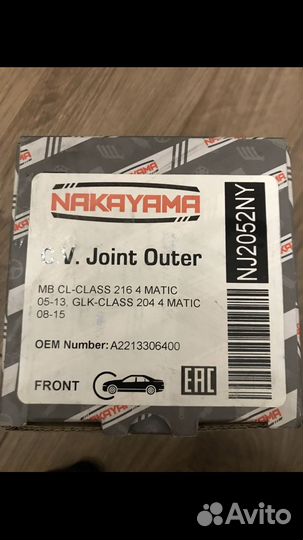 NAKAYAMA
C.V. Joint Outer
MB CL-CLASS 216 4 MATIC
05-13, GLK-CLASS 204 4 MATIC
08-15
OEM Number: A2213306400
FRONT
EAC
NJ2052NY
NAKAYAMA
Avito